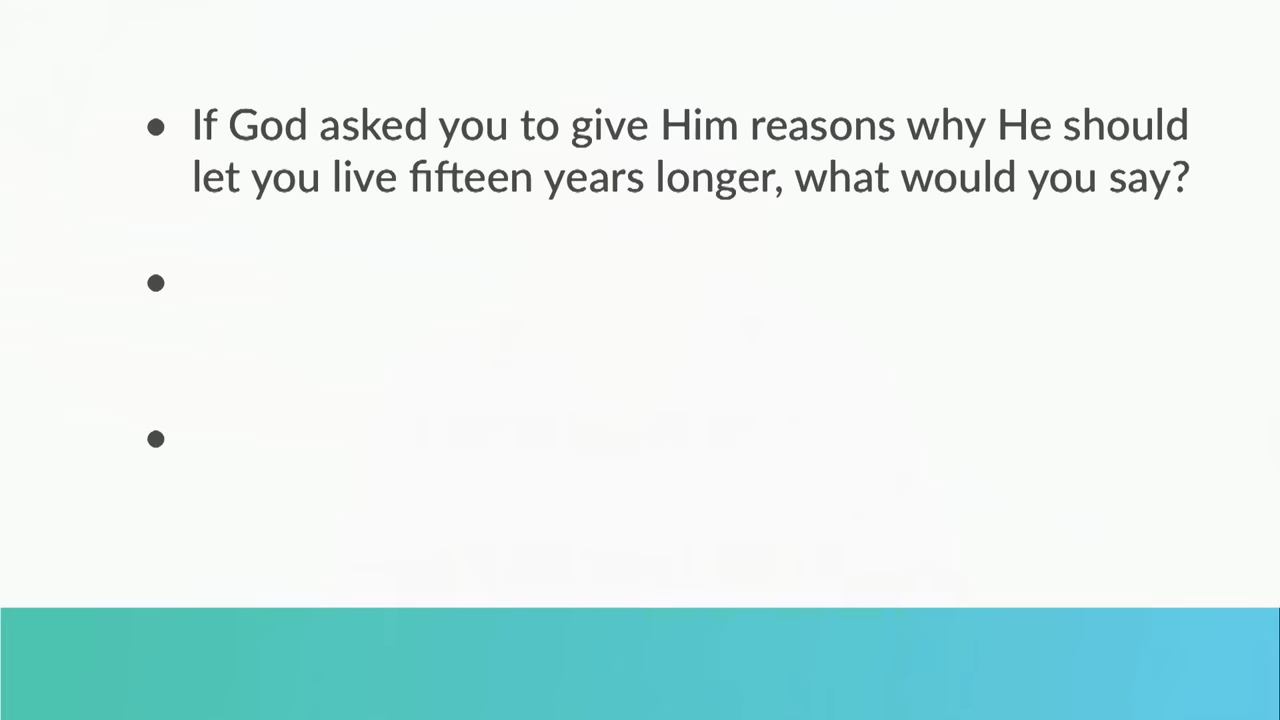 • If God asked you to give Him reasons why He should
let you live fifteen years longer, what would you say?
•
•